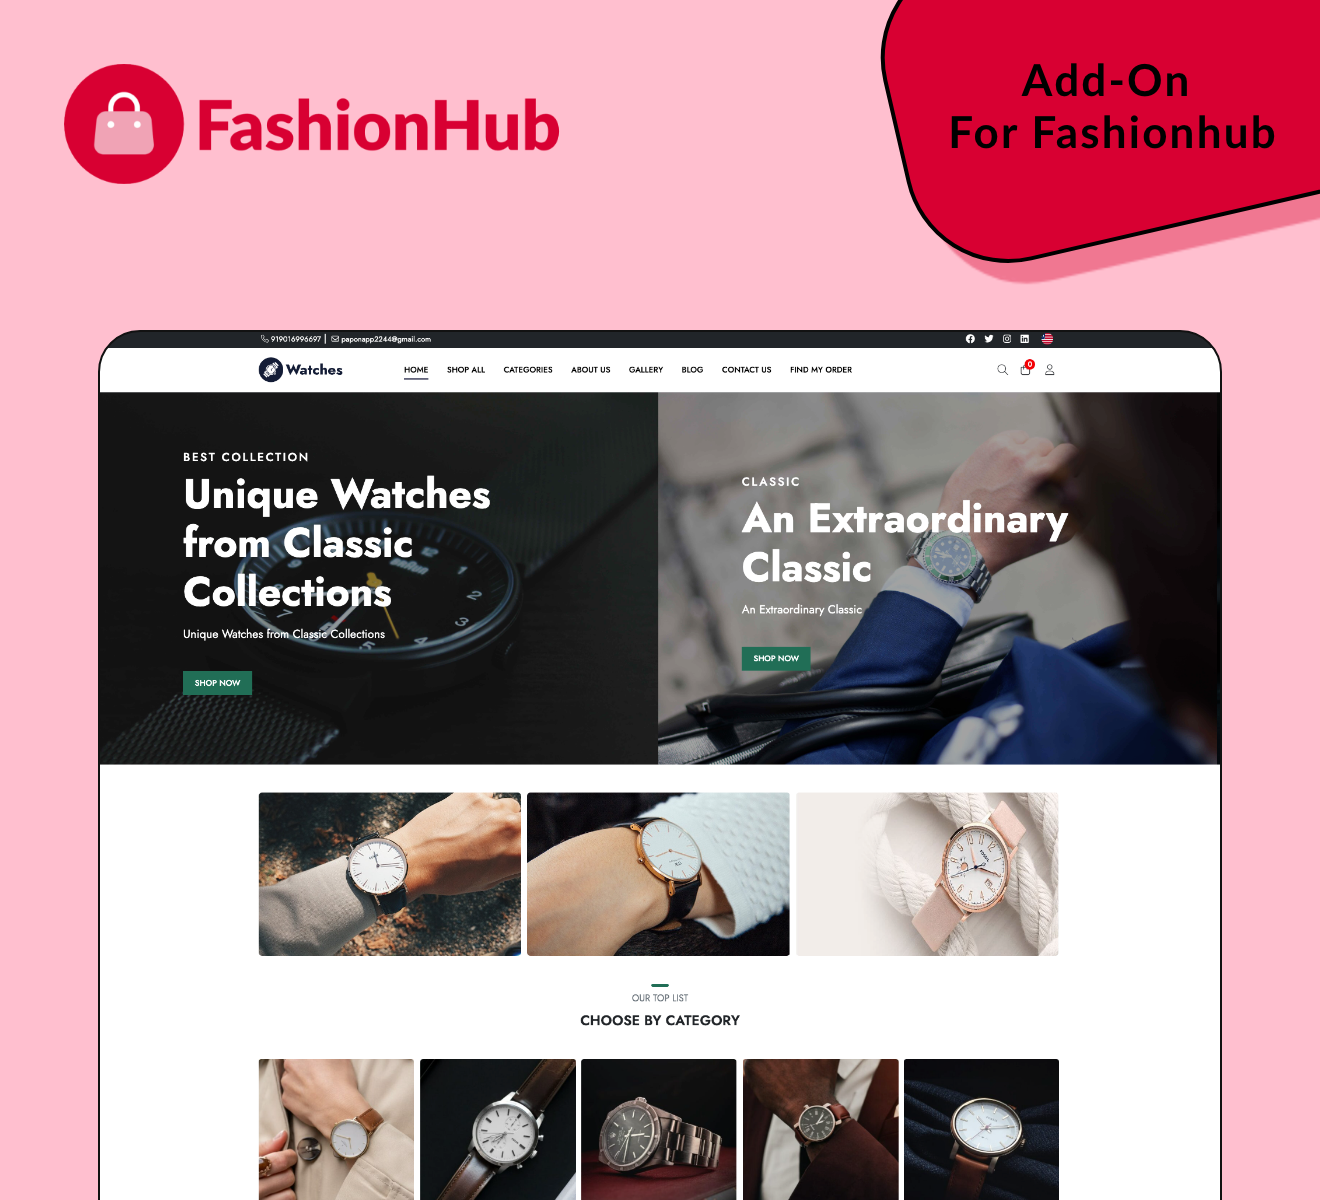 FashionHub
Add-On
For Fashionhub
919016996697 | paponapp2244@gmail.com
Watches
HOME SHOP ALL CATEGORIES ABOUT US GALLERY BLOG CONTACT US FIND MY ORDER
0
BEST COLLECTION
Unique Watches
from Classic
Collections
Unique Watches from Classic Collections
SHOP NOW
CLASSIC
An Extraordinary
Classic
An Extraordinary Classic
SHOP NOW
OUR TOP LIST
CHOOSE BY CATEGORY